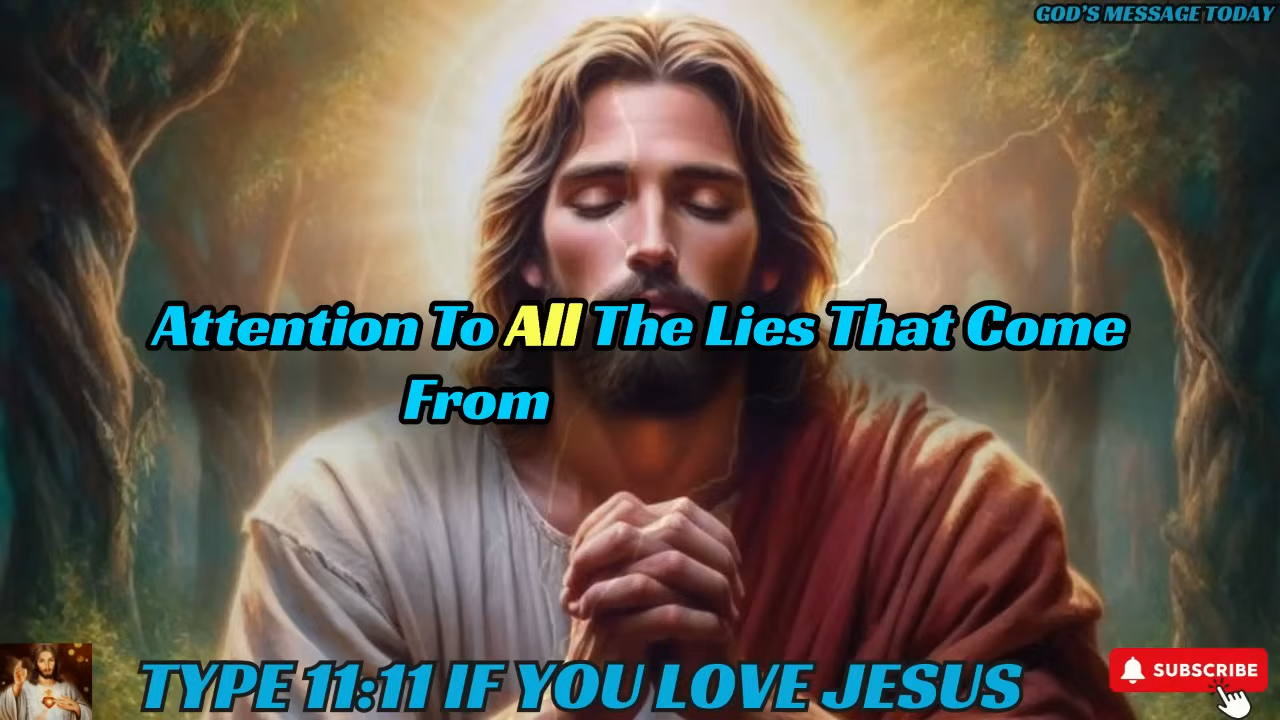 GOD'S MESSAGE TODAY
Attention To All The Lies That Come
From
TYPE 11:11 IF YOU LOVE JESUS
SUBSCRIBE